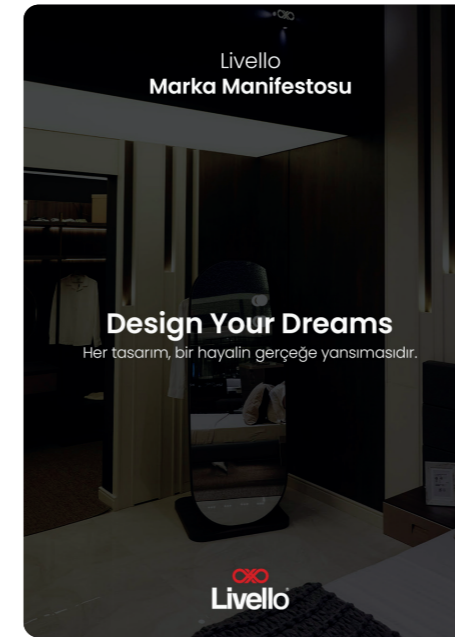 Livello
Marka Manifestosu
Design Your Dreams
Her tasarım, bir hayalin gerçeğe yansımasıdır.
Livello